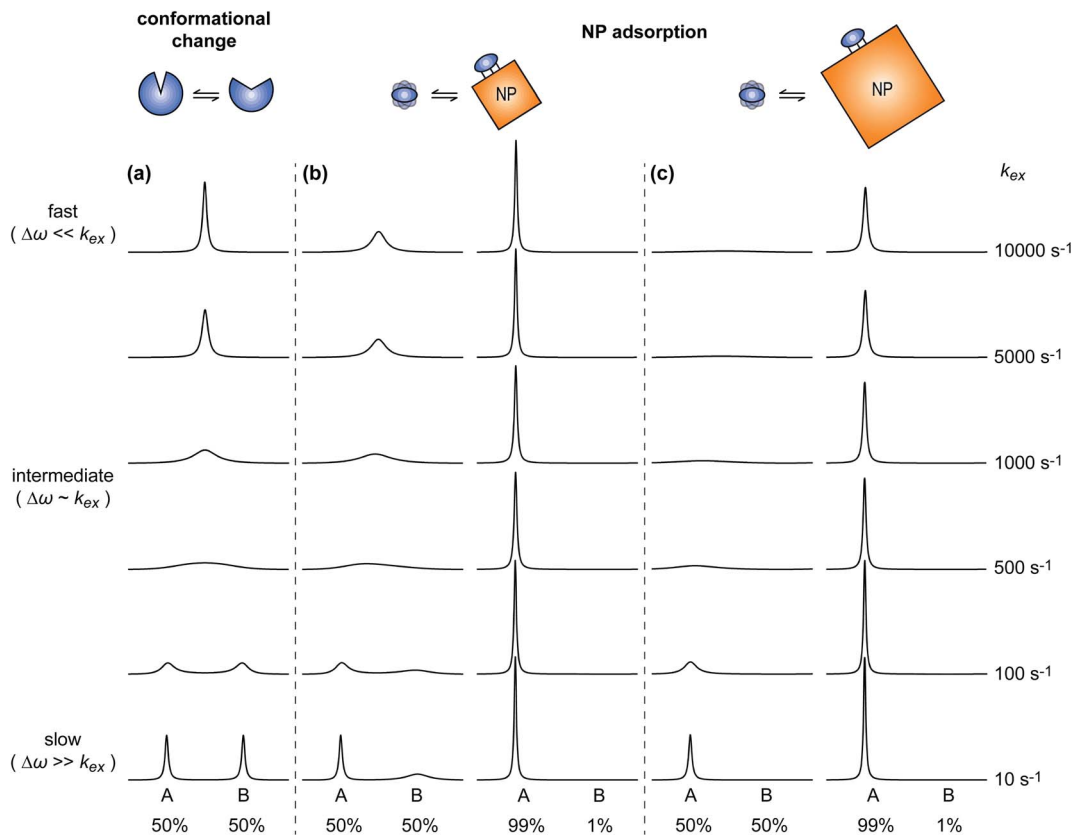 conformational
change
NP adsorption
NP
NP
(a)
(b)
(c)
k_ex
fast
( Δω << k_ex )
10000 s⁻¹
5000 s⁻¹
1000 s⁻¹
intermediate
( Δω ~ k_ex )
500 s⁻¹
100 s⁻¹
slow
( Δω >> k_ex )
10 s⁻¹
A B A B A B A B A B
50% 50% 50% 50% 99% 1% 50% 50% 99% 1%